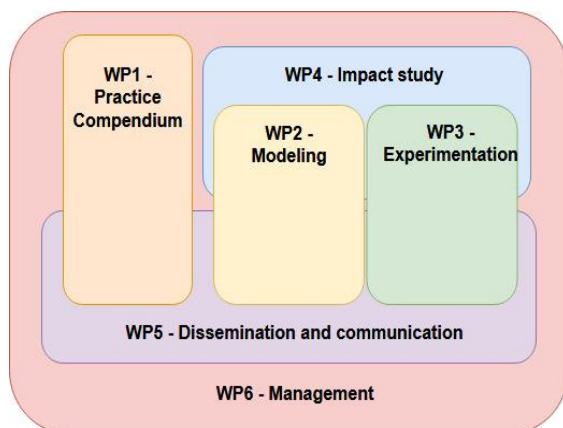 WP1 -
Practice
Compendium
WP4 - Impact study
WP2 -
Modeling
WP3 -
Experimentation
WP5 - Dissemination and communication
WP6 - Management